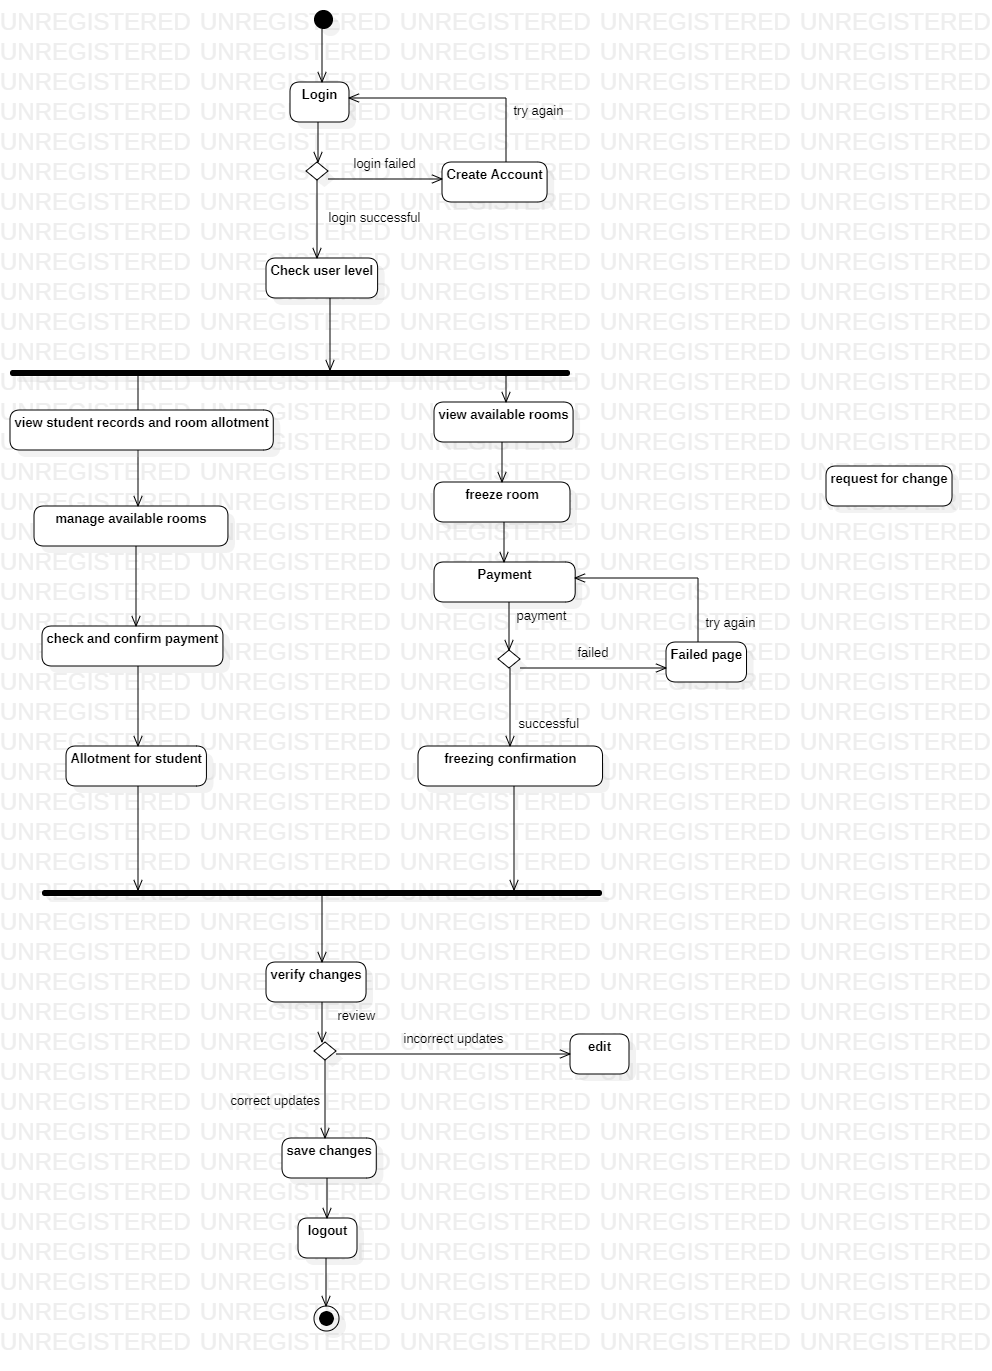 Login
try again
login failed
Create Account
login successful
Check user level
view student records and room allotment
view available rooms
request for change
freeze room
manage available rooms
Payment
payment
try again
check and confirm payment
failed
Failed page
successful
Allotment for student
freezing confirmation
verify changes
review
incorrect updates
edit
correct updates
save changes
logout
UNREGISTERED